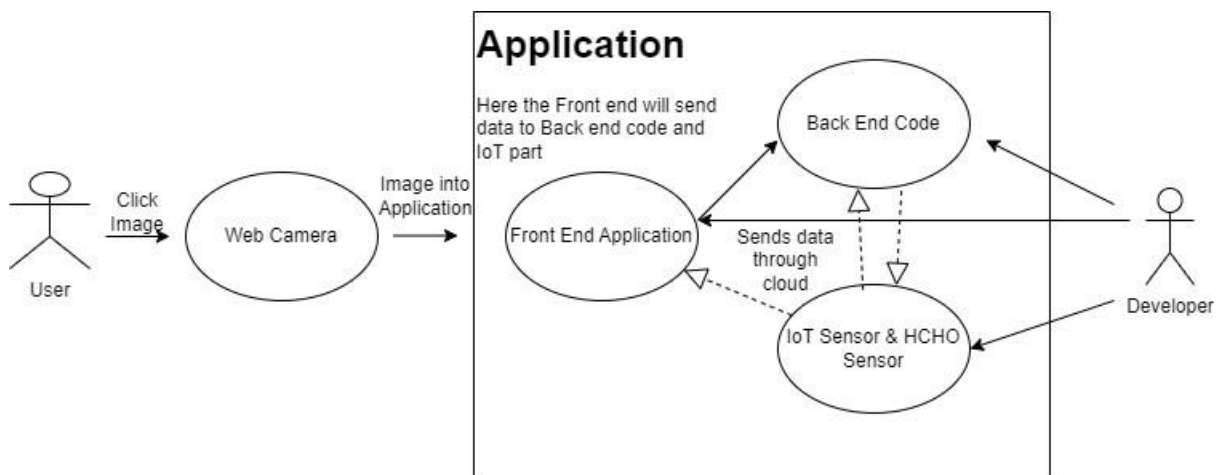 Application
Here the Front end will send
data to Back end code and
IoT part
Back End Code
Click
Image
Image into
Application
Web Camera
Front End Application
Sends data
through
cloud
User
IoT Sensor & HCHO
Sensor
Developer